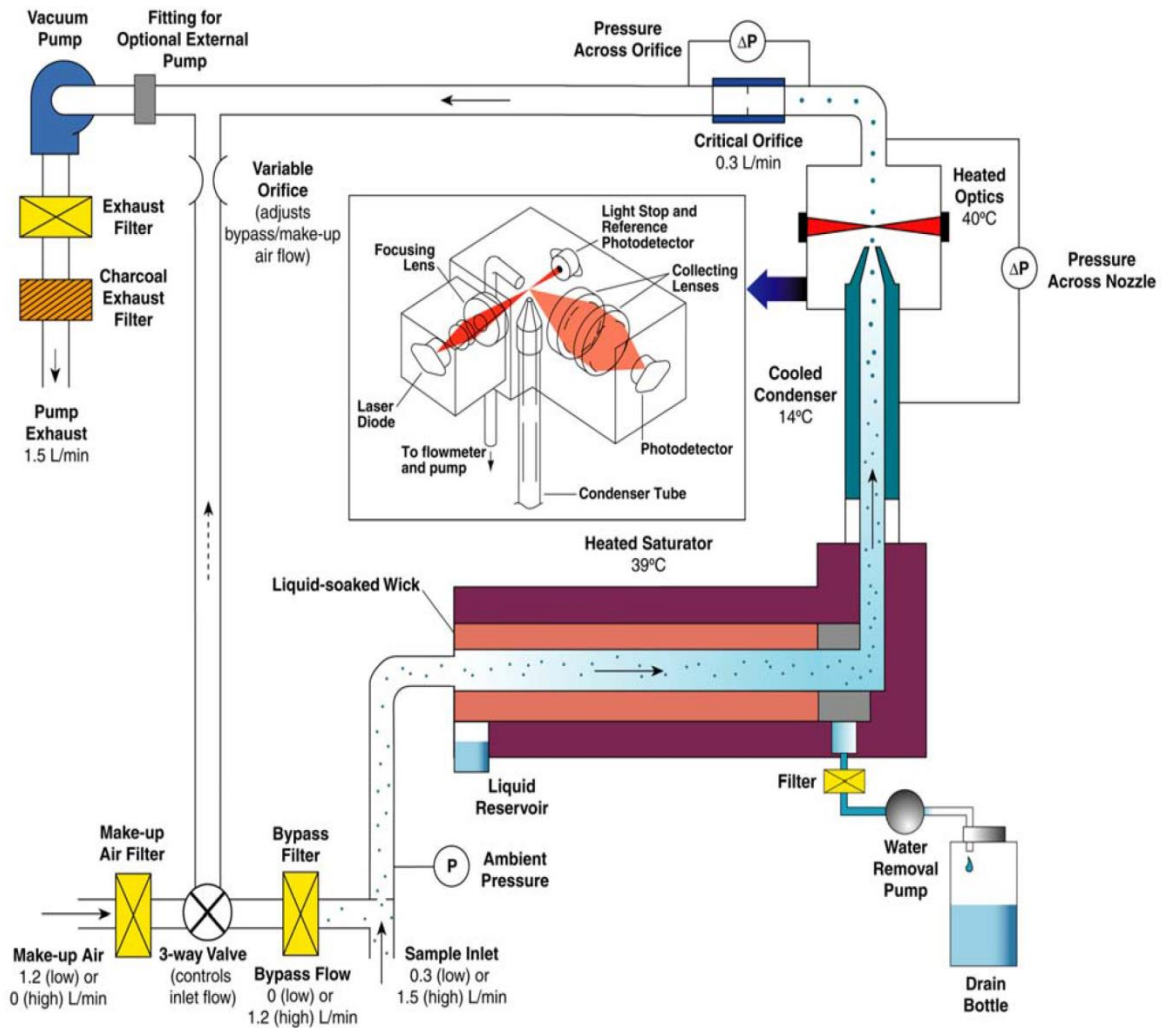 Vacuum
Pump
Fitting for
Optional External
Pump
Pressure
Across Orifice
ΔP
Critical Orifice
0.3 L/min
Variable
Orifice
(adjusts
bypass/make-up
air flow)
Heated
Optics
40ºC
Exhaust
Filter
Charcoal
Exhaust
Filter
Pump
Exhaust
1.5 L/min
Light Stop and
Reference
Photodetector
Focusing
Lens
Collecting
Lenses
Laser
Diode
To flowmeter
and pump
Photodetector
Condenser Tube
ΔP
Pressure
Across Nozzle
Cooled
Condenser
14ºC
Heated Saturator
39ºC
Liquid-soaked Wick
Liquid
Reservoir
Filter
Water
Removal
Pump
Drain
Bottle
Make-up
Air Filter
Bypass
Filter
P
Ambient
Pressure
Make-up Air
1.2 (low) or
0 (high) L/min
3-way Valve
(controls
inlet flow)
Bypass Flow
0 (low) or
1.2 (high) L/min
Sample Inlet
0.3 (low) or
1.5 (high) L/min